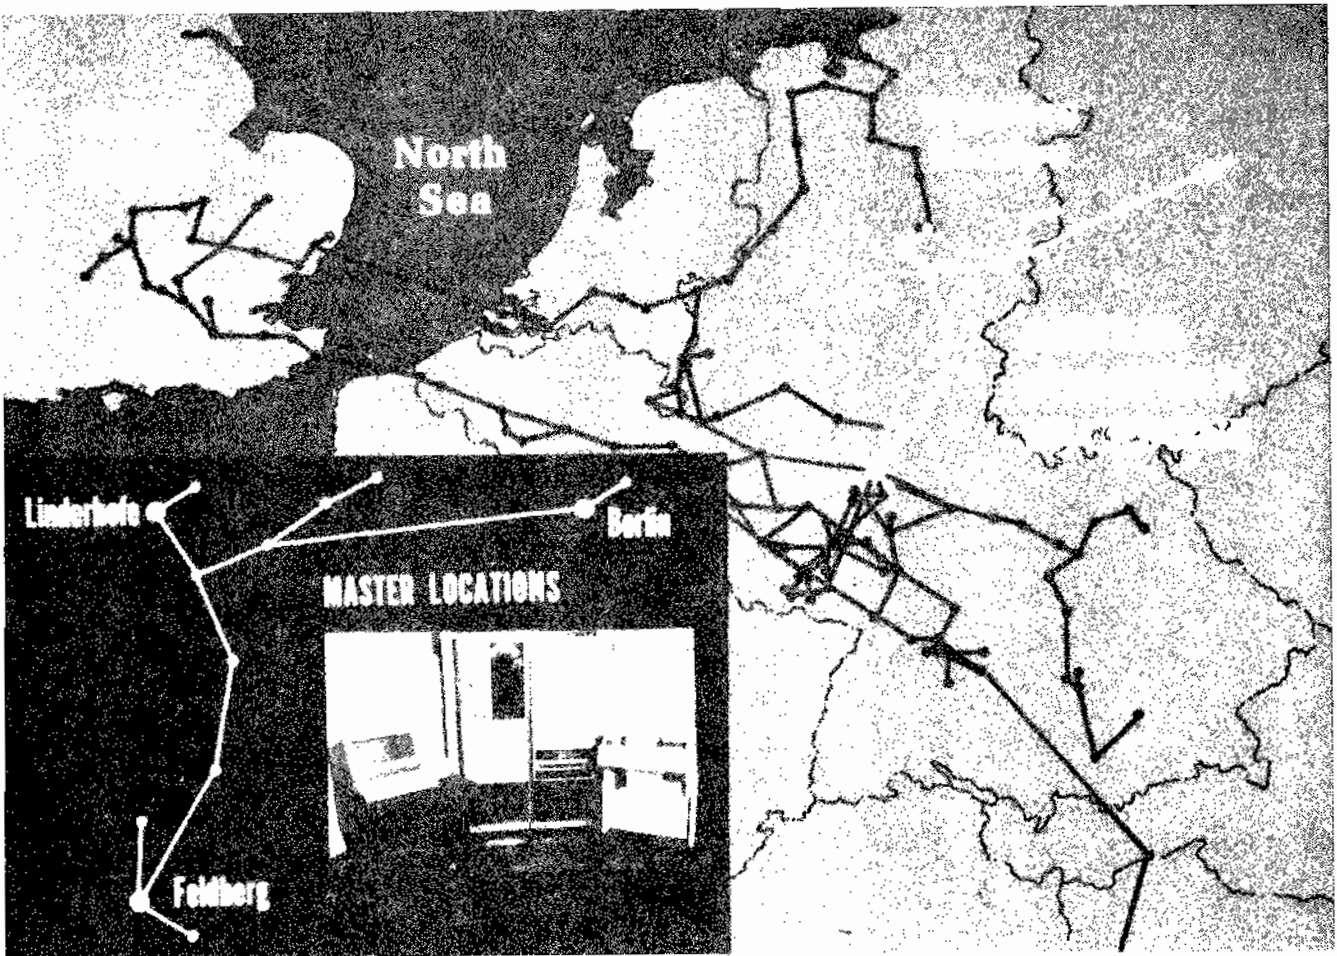 North
Sea
Linderhofe
Berlin
MASTER LOCATIONS
Feldberg